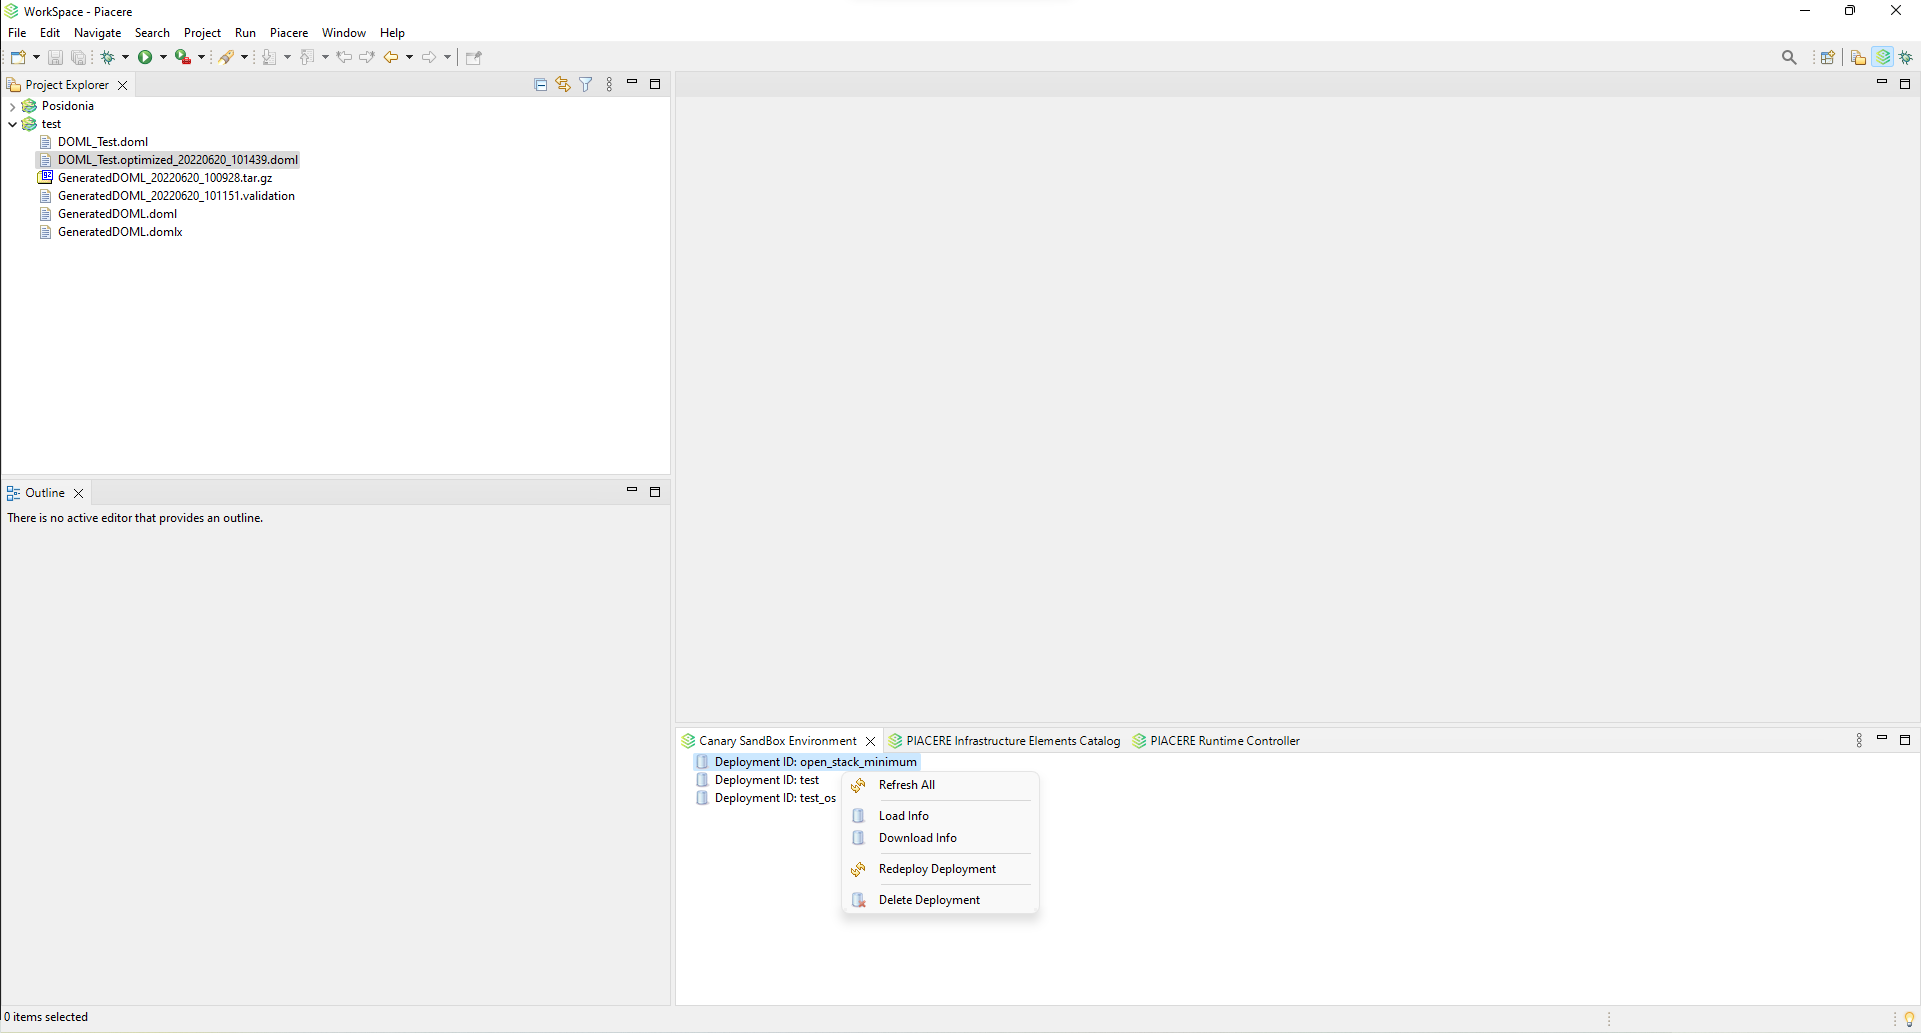 WorkSpace - Piacere
File Edit Navigate Search Project Run Piacere Window Help
Project Explorer
Posidonia
test
DOML_Test.doml
DOML_Test.optimized_20220620_101439.doml
GeneratedDOML_20220620_100928.tar.gz
GeneratedDOML_20220620_101151.validation
GeneratedDOML.doml
GeneratedDOML.domlx
Outline
There is no active editor that provides an outline.
Canary SandBox Environment PIACERE Infrastructure Elements Catalog PIACERE Runtime Controller
Deployment ID: open_stack_minimum
Deployment ID: test
Deployment ID: test_os
Refresh All
Load Info
Download Info
Redeploy Deployment
Delete Deployment
0 items selected